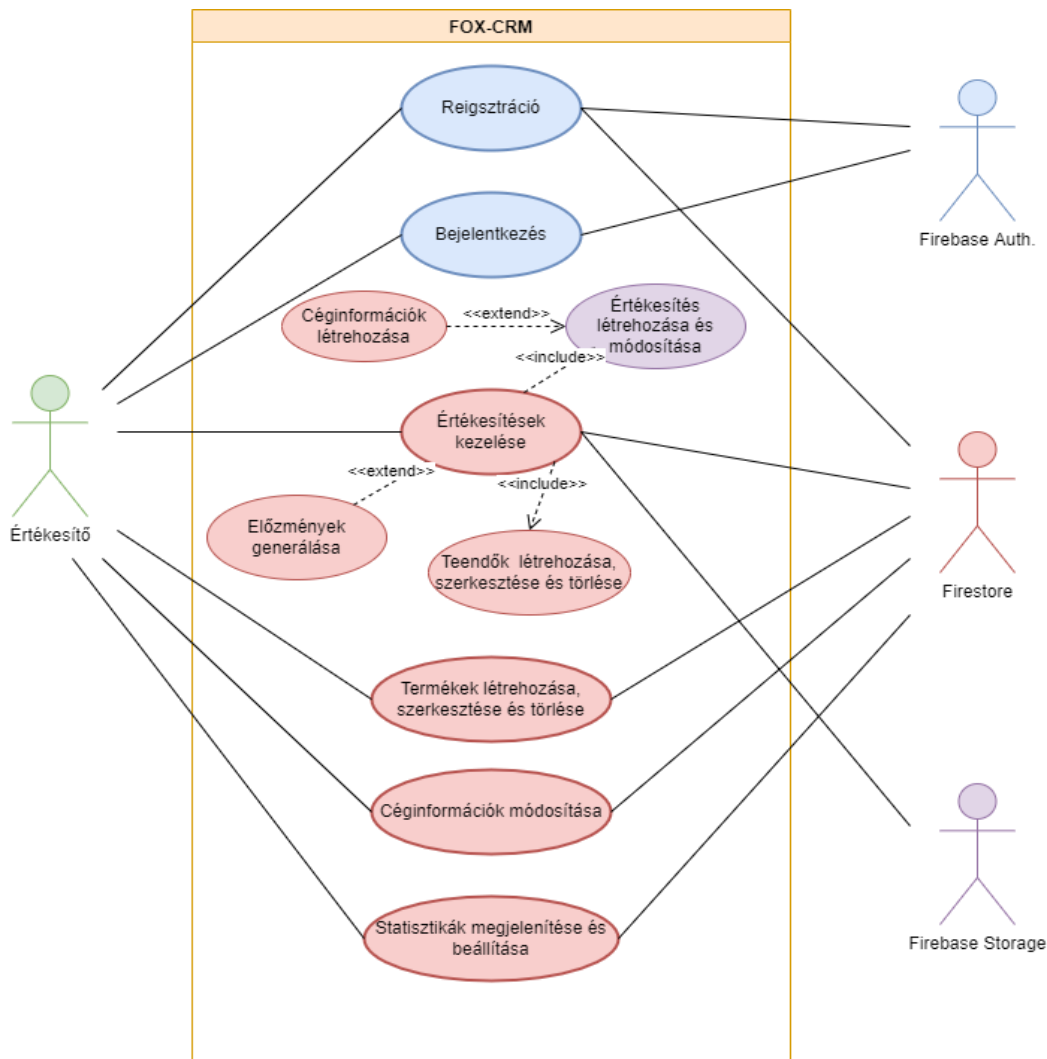 FOX-CRM
Reigsztráció
Bejelentkezés
Firebase Auth.
Céginformációk
létrehozása
<<extend>>
Értékesítés
létrehozása és
módosítása
<<include>>
Értékesítések
kezelése
<<extend>>
<<include>>
Értékesítő
Előzmények
generálása
Teendők létrehozása,
szerkesztése és törlése
Firestore
Termékek létrehozása,
szerkesztése és törlése
Céginformációk módosítása
Statisztikák megjelenítése és
beállítása
Firebase Storage